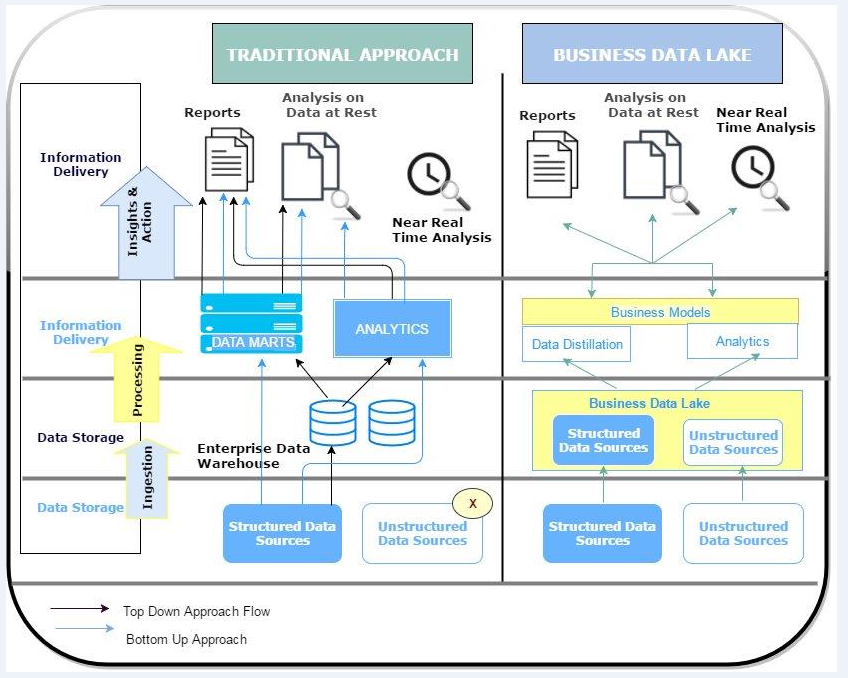 TRADITIONAL APPROACH
BUSINESS DATA LAKE
Reports
Analysis on
Data at Rest
Near Real
Time Analysis
Reports
Analysis on
Data at Rest
Near Real
Time Analysis
Information
Delivery
Insights &
Action
Information
Delivery
Processing
DATA MARTS
ANALYTICS
Business Models
Data Distillation
Analytics
Data Storage
Ingestion
Enterprise Data
Warehouse
Business Data Lake
Structured
Data Sources
Unstructured
Data Sources
Data Storage
Structured Data
Sources
Unstructured
Data Sources
X
Structured Data
Sources
Unstructured
Data Sources
Top Down Approach Flow
Bottom Up Approach